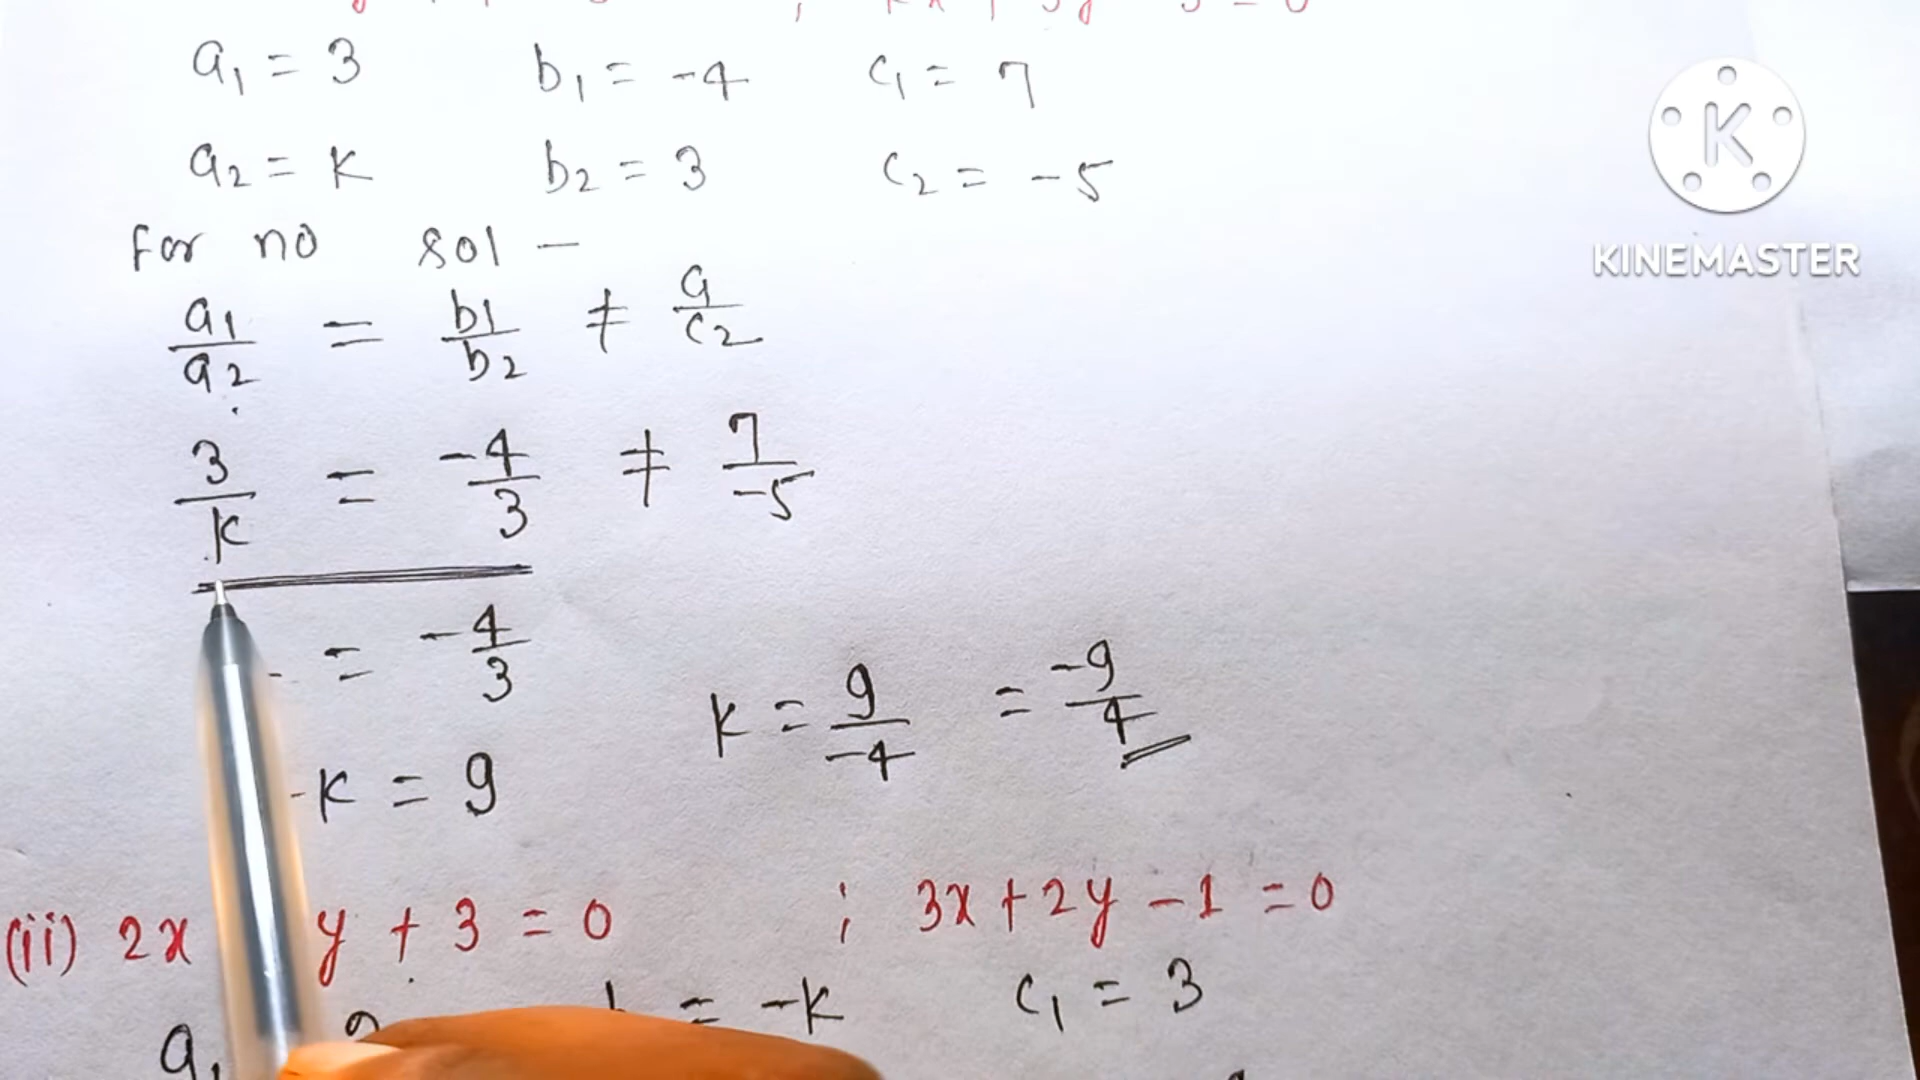 a1 = 3 b1 = -4 c1 = 7
a2 = K b2 = 3 c2 = -5
For no sol -
a1/a2 = b1/b2 ≠ c1/c2
3/K = -4/3 ≠ 7/-5
= -4/3
K = 9/-4 = -9/4
-K = 9
(ii) 2x y + 3 = 0 ; 3x + 2y - 1 = 0
= -K c1 = 3
K
KINEMASTER